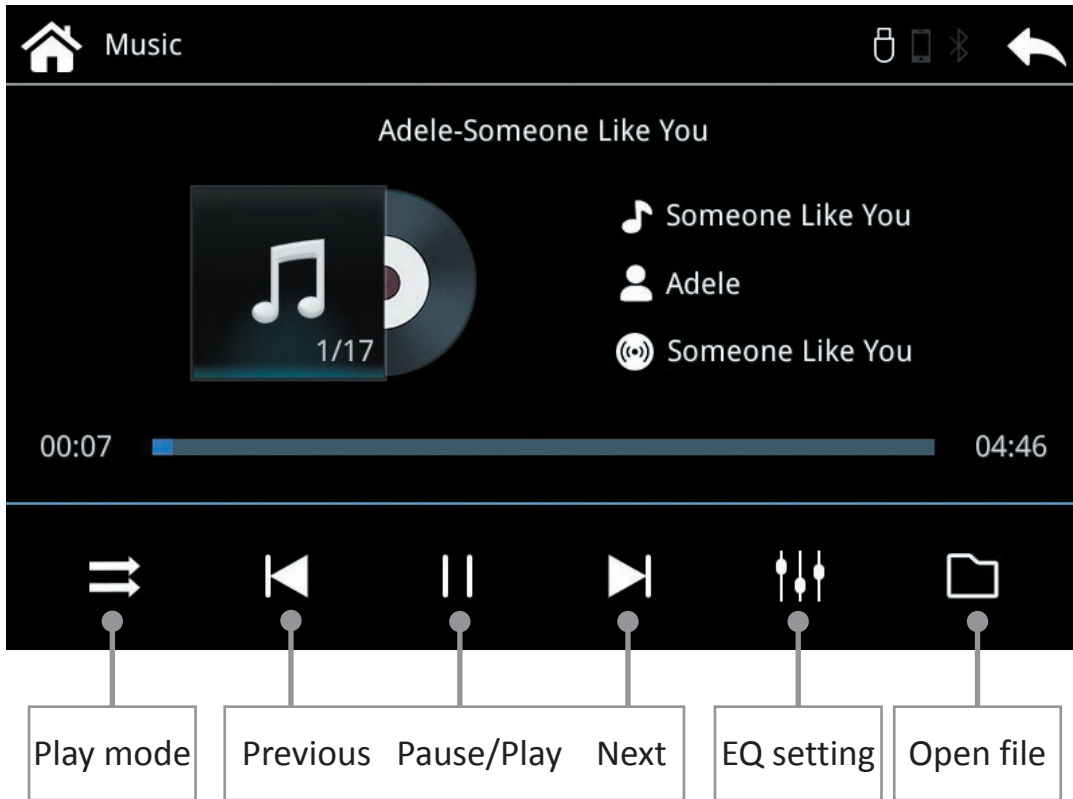 Music
Adele-Someone Like You
Someone Like You
Adele
1/17
Someone Like You
00:07 04:46
Play mode Previous Pause/Play Next EQ setting Open file